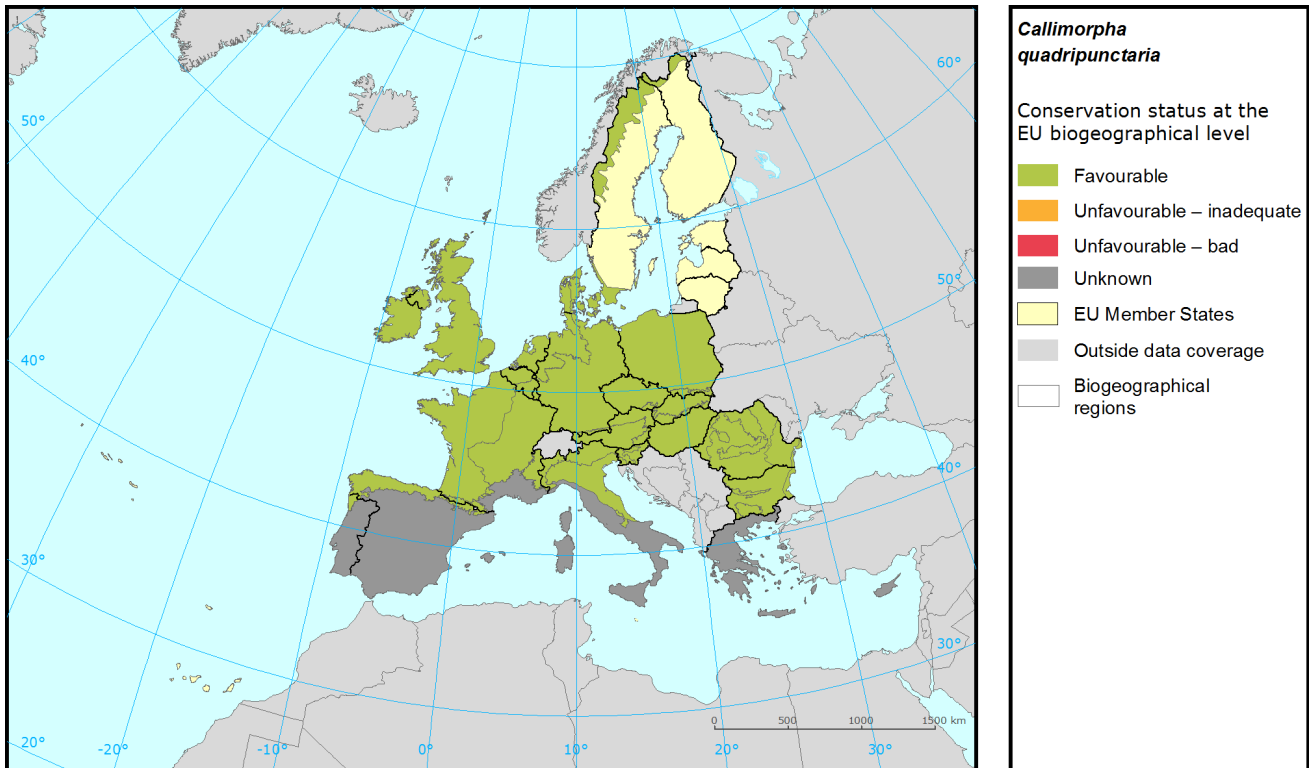 60°
50°
50°
40°
40°
30°
30°
20°
-20°
-10°
0°
10°
20°
30°
0
500
1000
1500 km
Callimorpha
quadripunctaria
Conservation status at the
EU biogeographical level
Favourable
Unfavourable – inadequate
Unfavourable – bad
Unknown
EU Member States
Outside data coverage
Biogeographical
regions